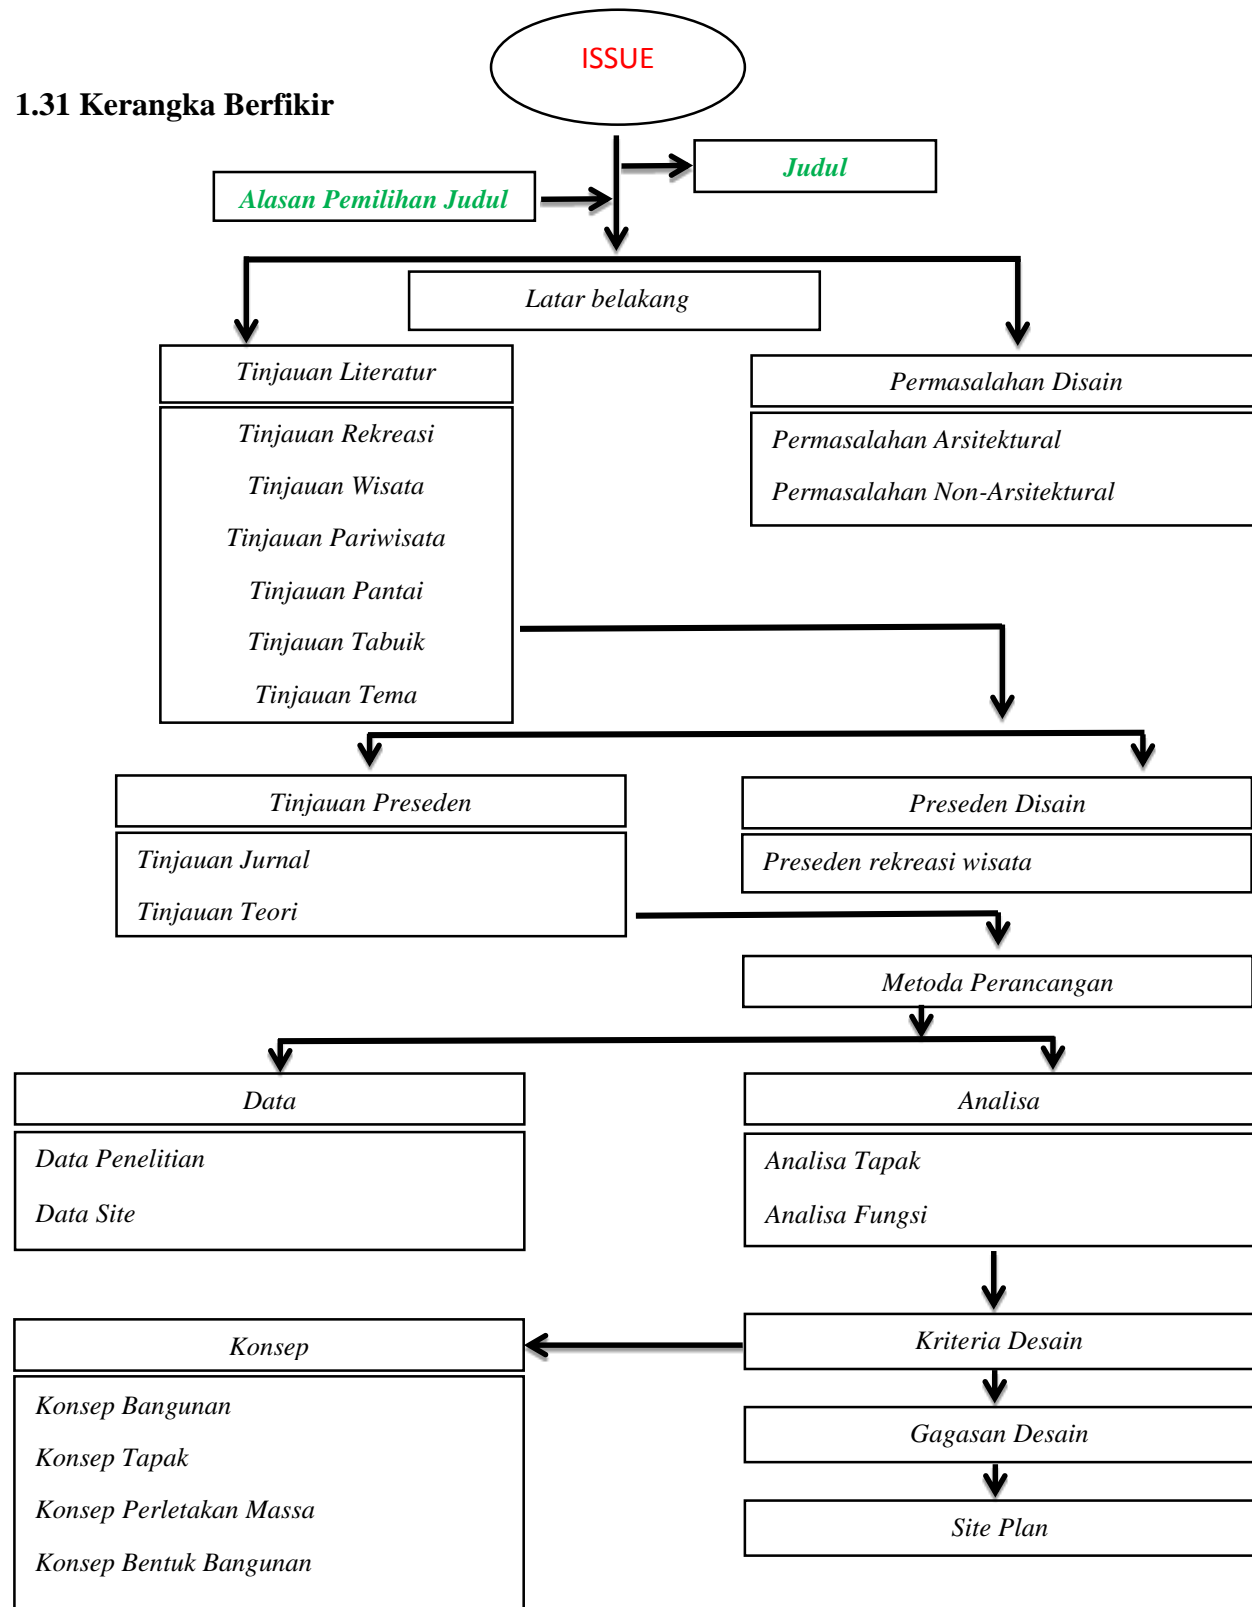 ISSUE
1.31 Kerangka Berfikir
Judul
Alasan Pemilihan Judul
Latar belakang
Tinjauan Literatur
Tinjauan Rekreasi
Tinjauan Wisata
Tinjauan Pariwisata
Tinjauan Pantai
Tinjauan Tabuik
Tinjauan Tema
Permasalahan Disain
Permasalahan Arsitektural
Permasalahan Non-Arsitektural
Tinjauan Preseden
Tinjauan Jurnal
Tinjauan Teori
Preseden Disain
Preseden rekreasi wisata
Metoda Perancangan
Data
Data Penelitian
Data Site
Analisa
Analisa Tapak
Analisa Fungsi
Kriteria Desain
Konsep
Konsep Bangunan
Konsep Tapak
Konsep Perletakan Massa
Konsep Bentuk Bangunan
Gagasan Desain
Site Plan